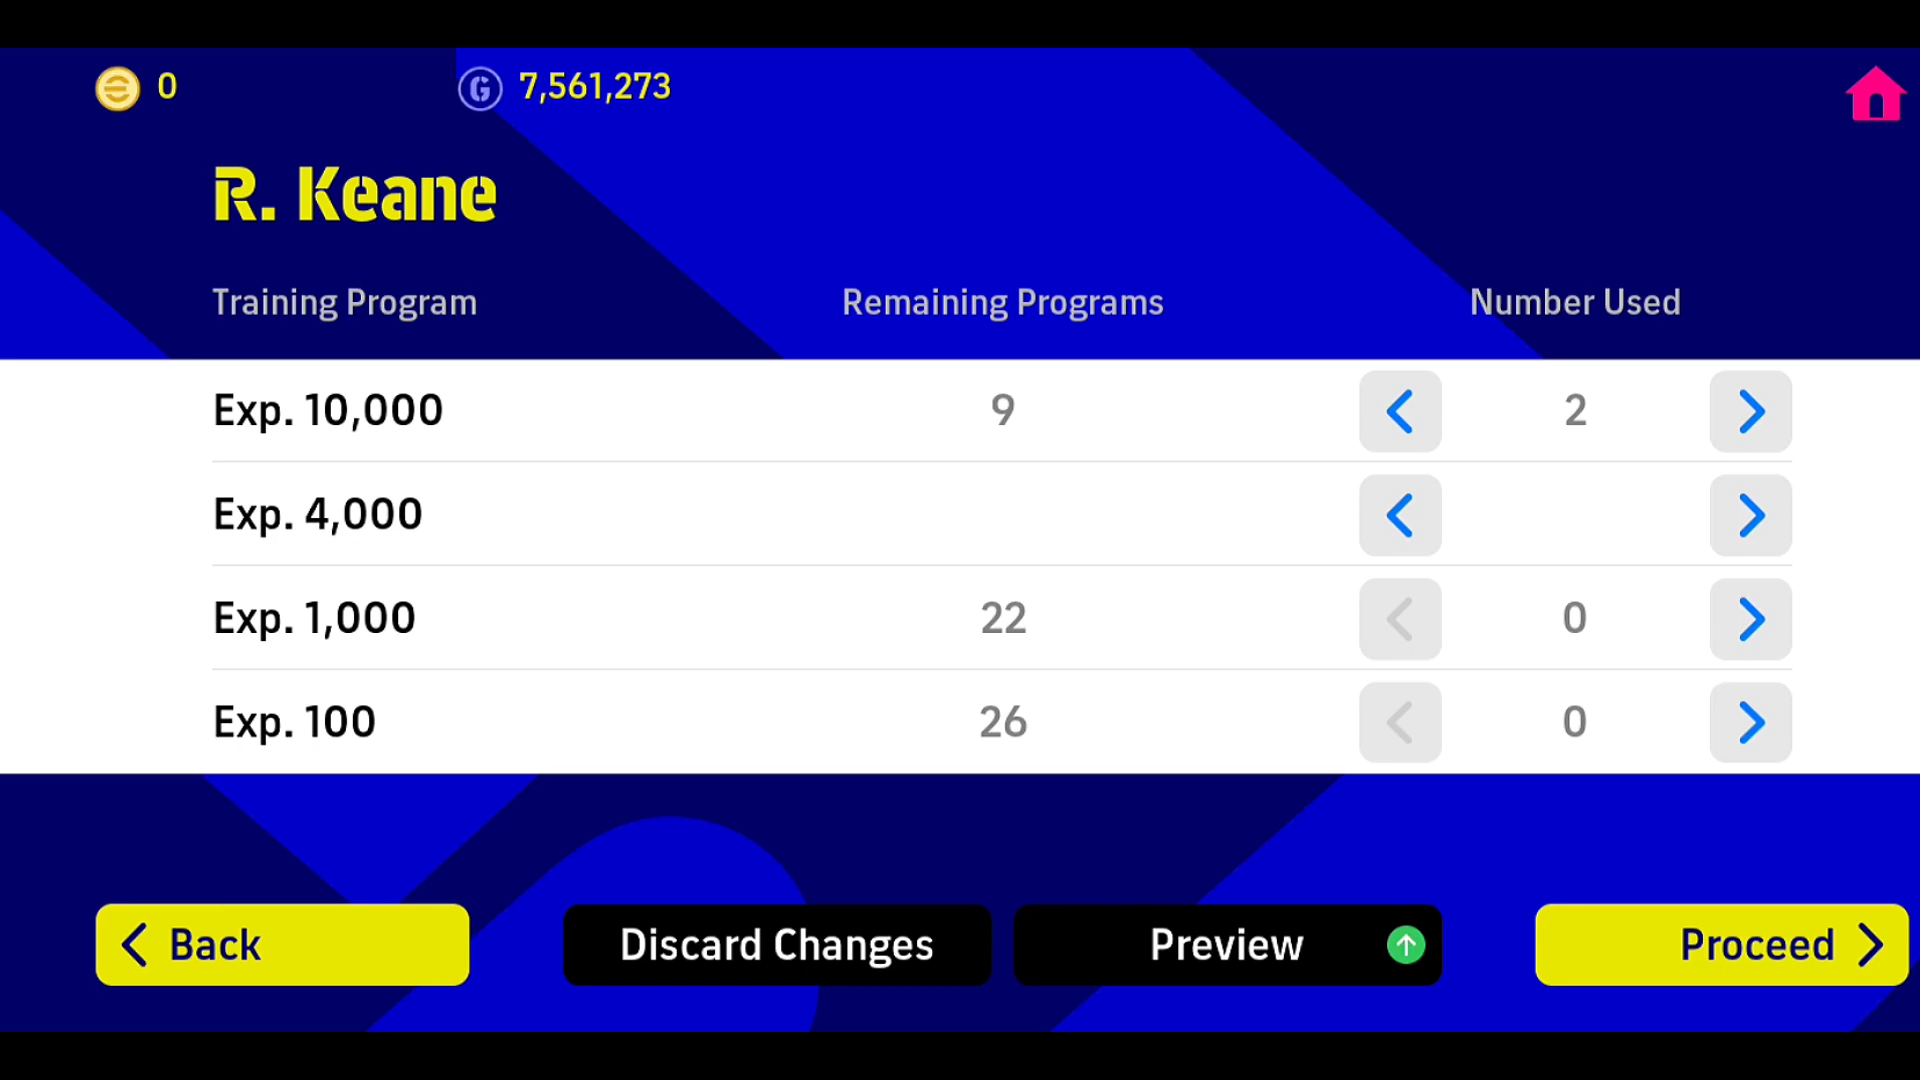 0 7,561,273
R. Keane
Training Program Remaining Programs Number Used
Exp. 10,000 9 2
Exp. 4,000
Exp. 1,000 22 0
Exp. 100 26 0
Back Discard Changes Preview Proceed